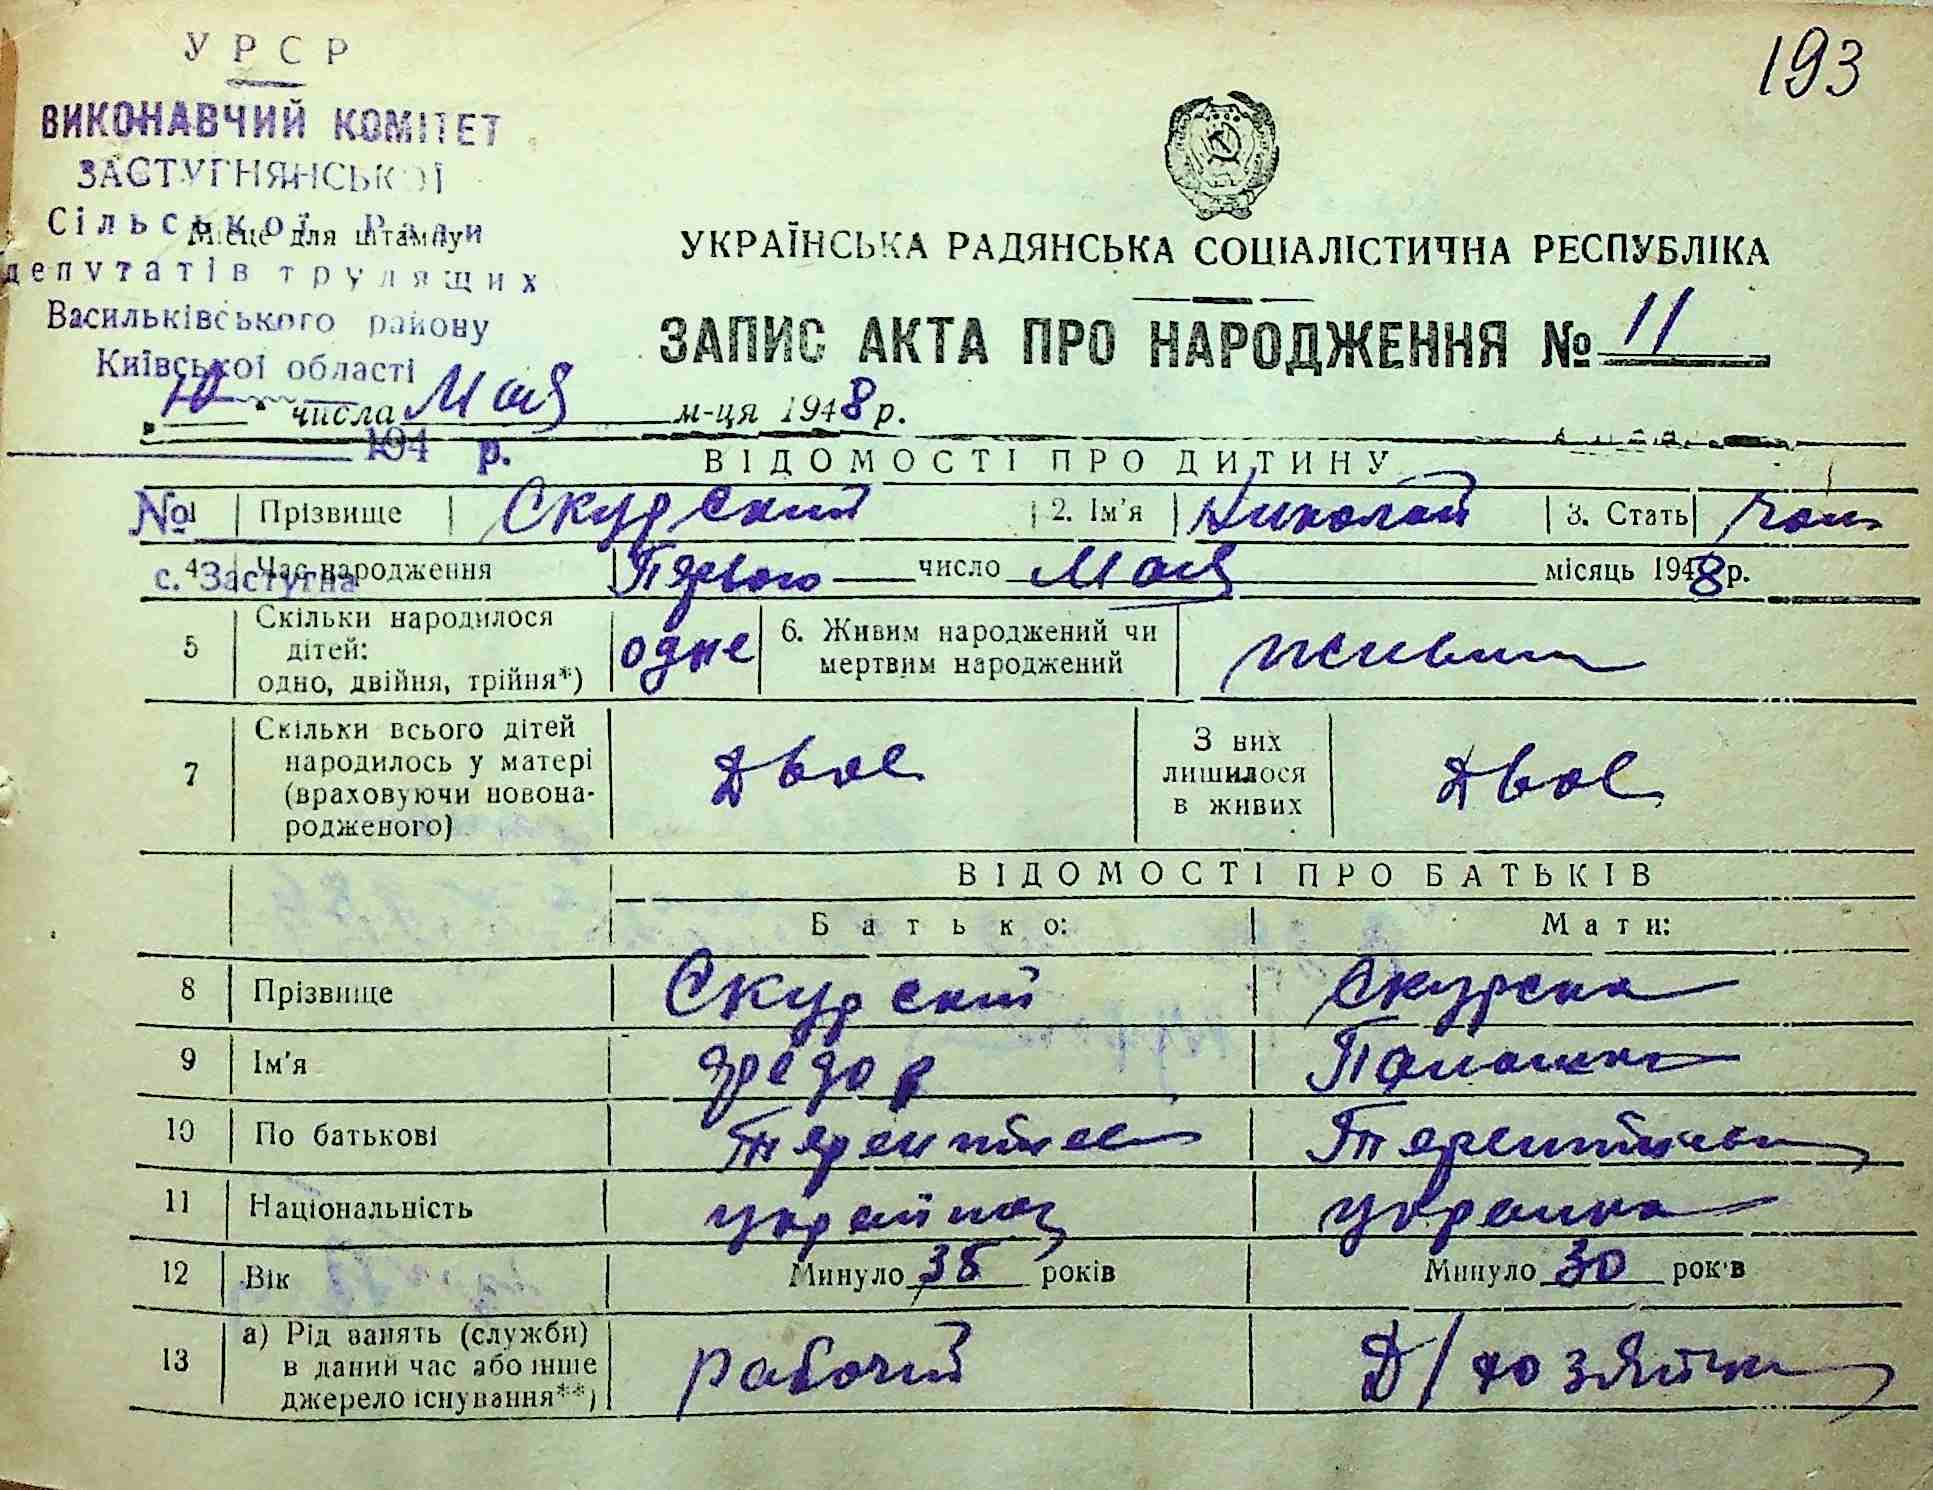 УРСР
193
ВИКОНАВЧИЙ КОМІТЕТ
ЗАСТУГНЯНСЬКОЇ
Сільської Ради
Місце для штампу
депутатів трудящих
УКРАЇНСЬКА РАДЯНСЬКА СОЦІАЛІСТИЧНА РЕСПУБЛІКА
Васильківського району
ЗАПИС АКТА ПРО НАРОДЖЕННЯ № 11
Київської області
10 числа Мая м-ця 1948 р.
194 р.
ВІДОМОСТІ ПРО ДИТИНУ
№ 1 Прізвище Скурский 2. Ім'я Николай 3. Стать чол
с. Застугна
4 Час народження Первого число Мая місяць 1948 р.
5 Скільки народилося дітей: одно, двійня, трійня*) одне 6. Живим народжений чи мертвим народжений живим
7 Скільки всього дітей народилось у матері (враховуючи новонародженого) Двое З них лишилося в живих Двое
ВІДОМОСТІ ПРО БАТЬКІВ
Батько: Мати:
8 Прізвище Скурский Скурска
9 Ім'я Федор
10 По батькові
11 Національність українец украинка
12 Вік Минуло 38 років Минуло 30 років
13 а) Рід занять (служби) в даний час або інше джерело існування**) рабочий Д/хозяйка